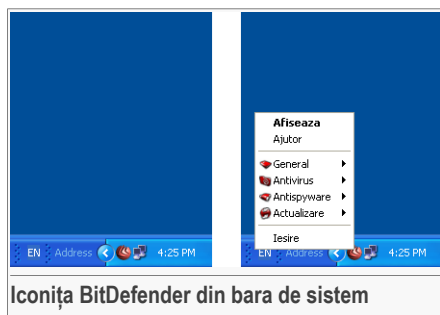 Afiseaza
Ajutor
General
Antivirus
Antispyware
Actualizare
Iesire
EN Address 4:25 PM
EN Address 4:25 PM
Iconița BitDefender din bara de sistem